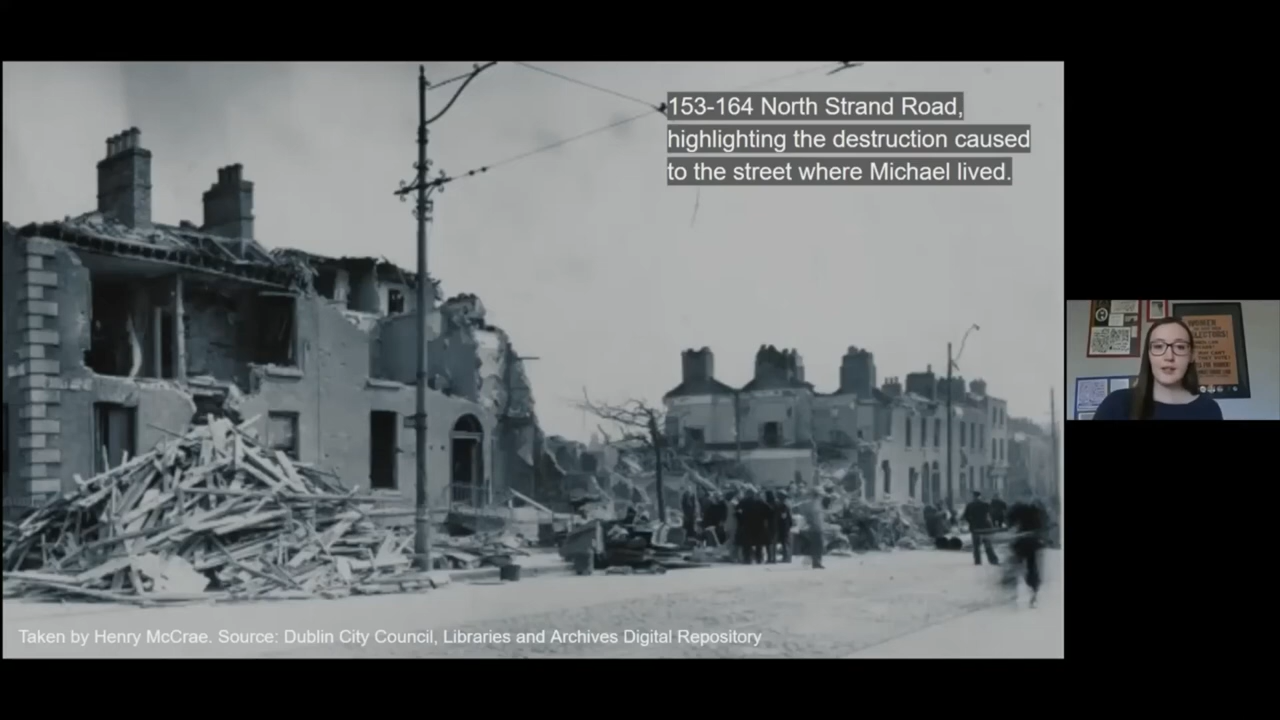 153-164 North Strand Road,
highlighting the destruction caused
to the street where Michael lived.
Taken by Henry McCrae. Source: Dublin City Council, Libraries and Archives Digital Repository